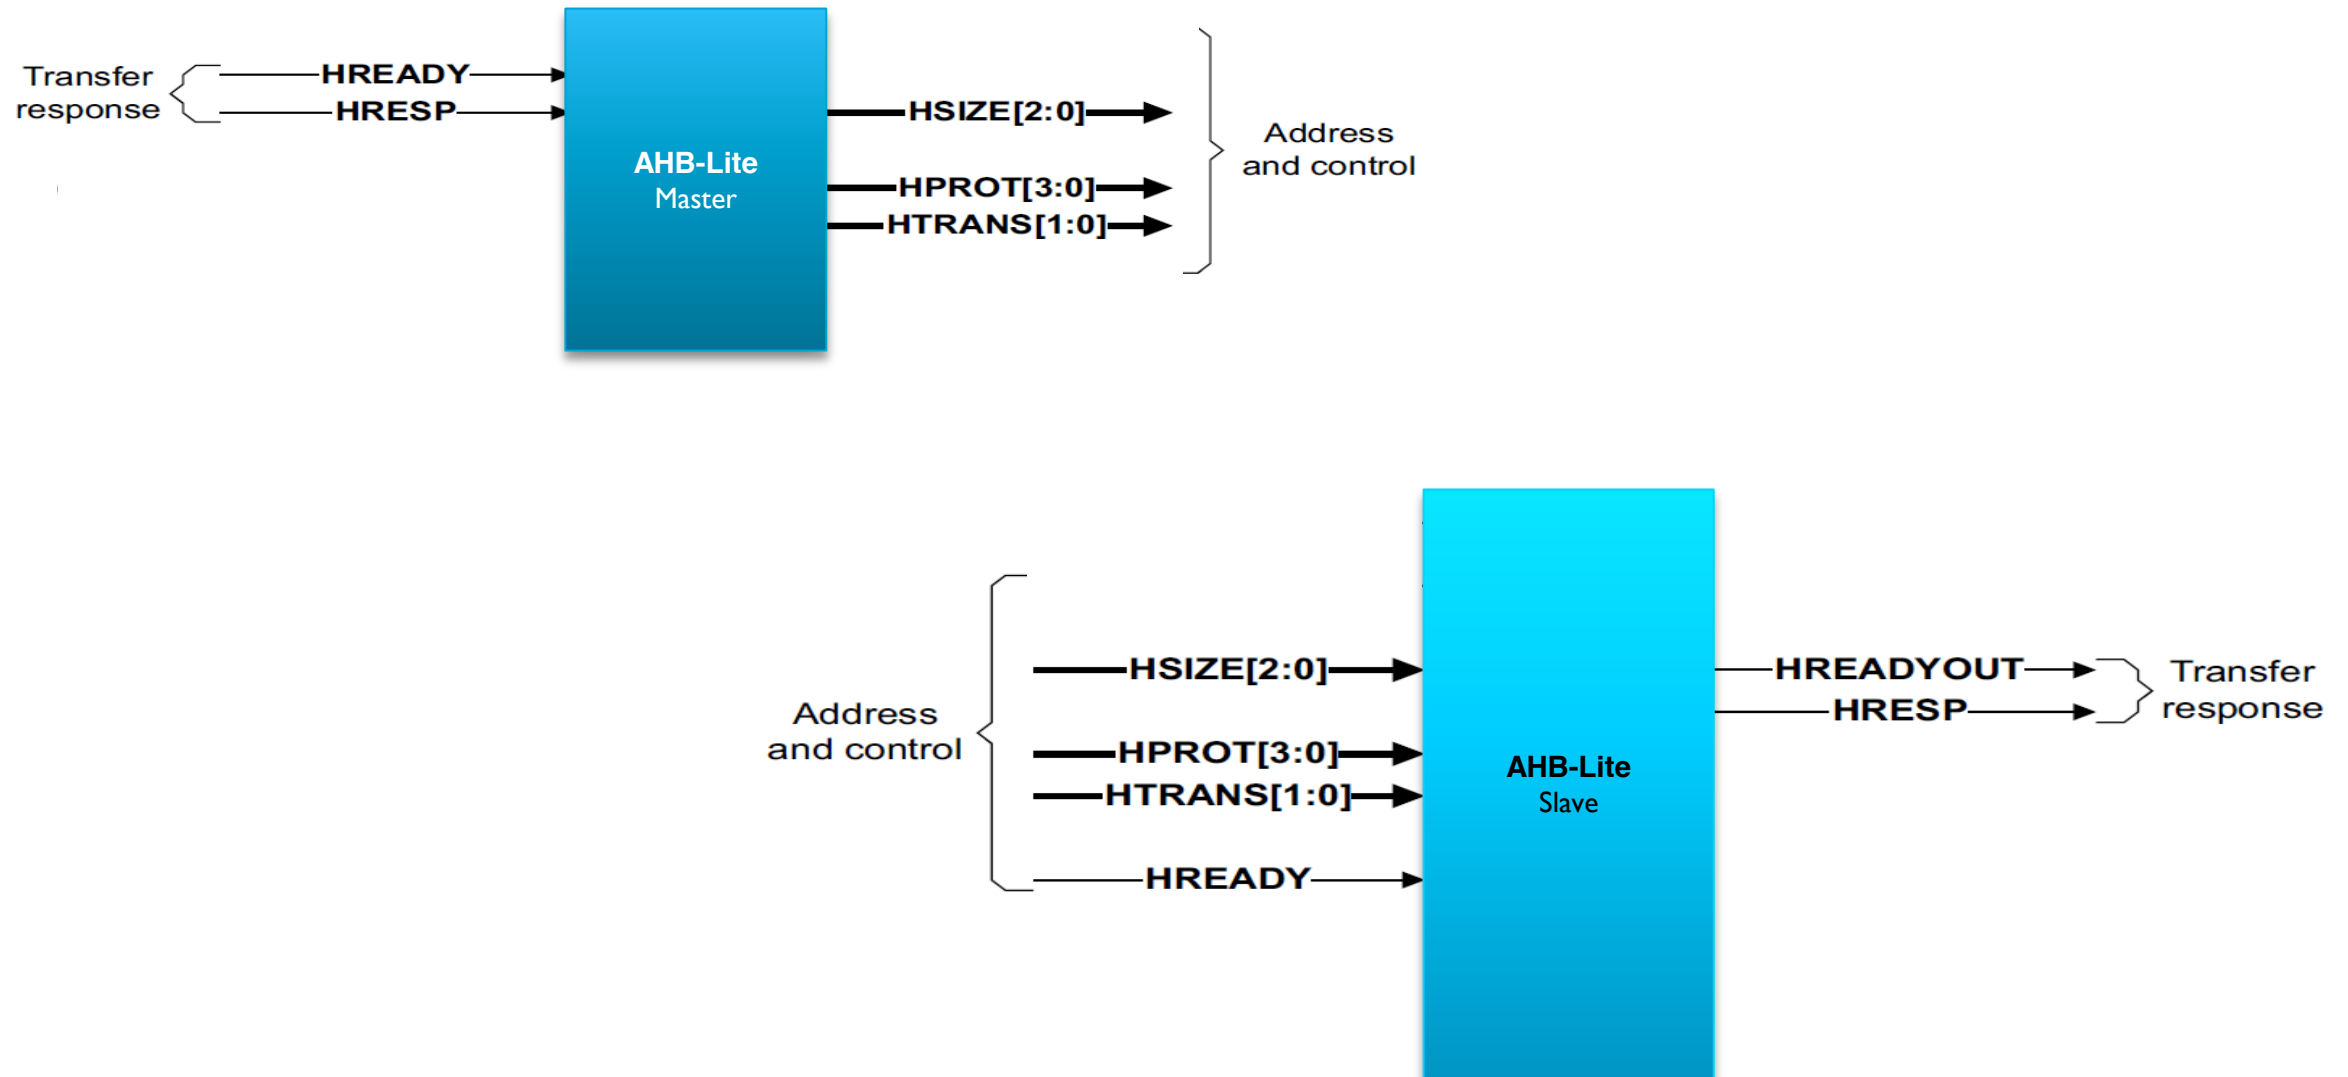 Transfer
response
HREADY
HRESP
AHB-Lite
Master
HSIZE[2:0]
HPROT[3:0]
HTRANS[1:0]
Address
and control
Address
and control
HSIZE[2:0]
HPROT[3:0]
HTRANS[1:0]
HREADY
AHB-Lite
Slave
HREADYOUT
HRESP
Transfer
response